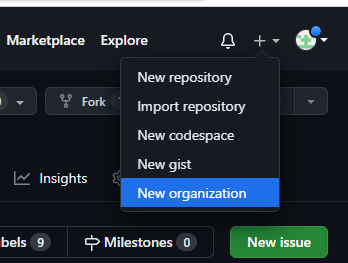 Marketplace Explore
New repository
Fork
Import repository
New codespace
New gist
Insights
New organization
abels 9 Milestones 0 New issue